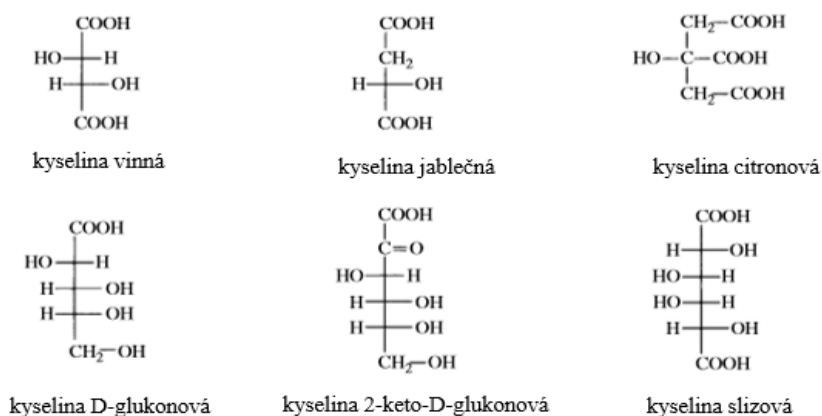 COOH
HO H
H OH
COOH
kyselina vinná
COOH
CH₂
H OH
COOH
kyselina jablečná
CH₂–COOH
HO–C–COOH
CH₂–COOH
kyselina citronová
COOH
HO H
H OH
H OH
CH₂–OH
kyselina D-glukonová
COOH
C=O
HO H
H OH
H OH
CH₂–OH
kyselina 2-keto-D-glukonová
COOH
H OH
HO H
HO H
H OH
COOH
kyselina slizová